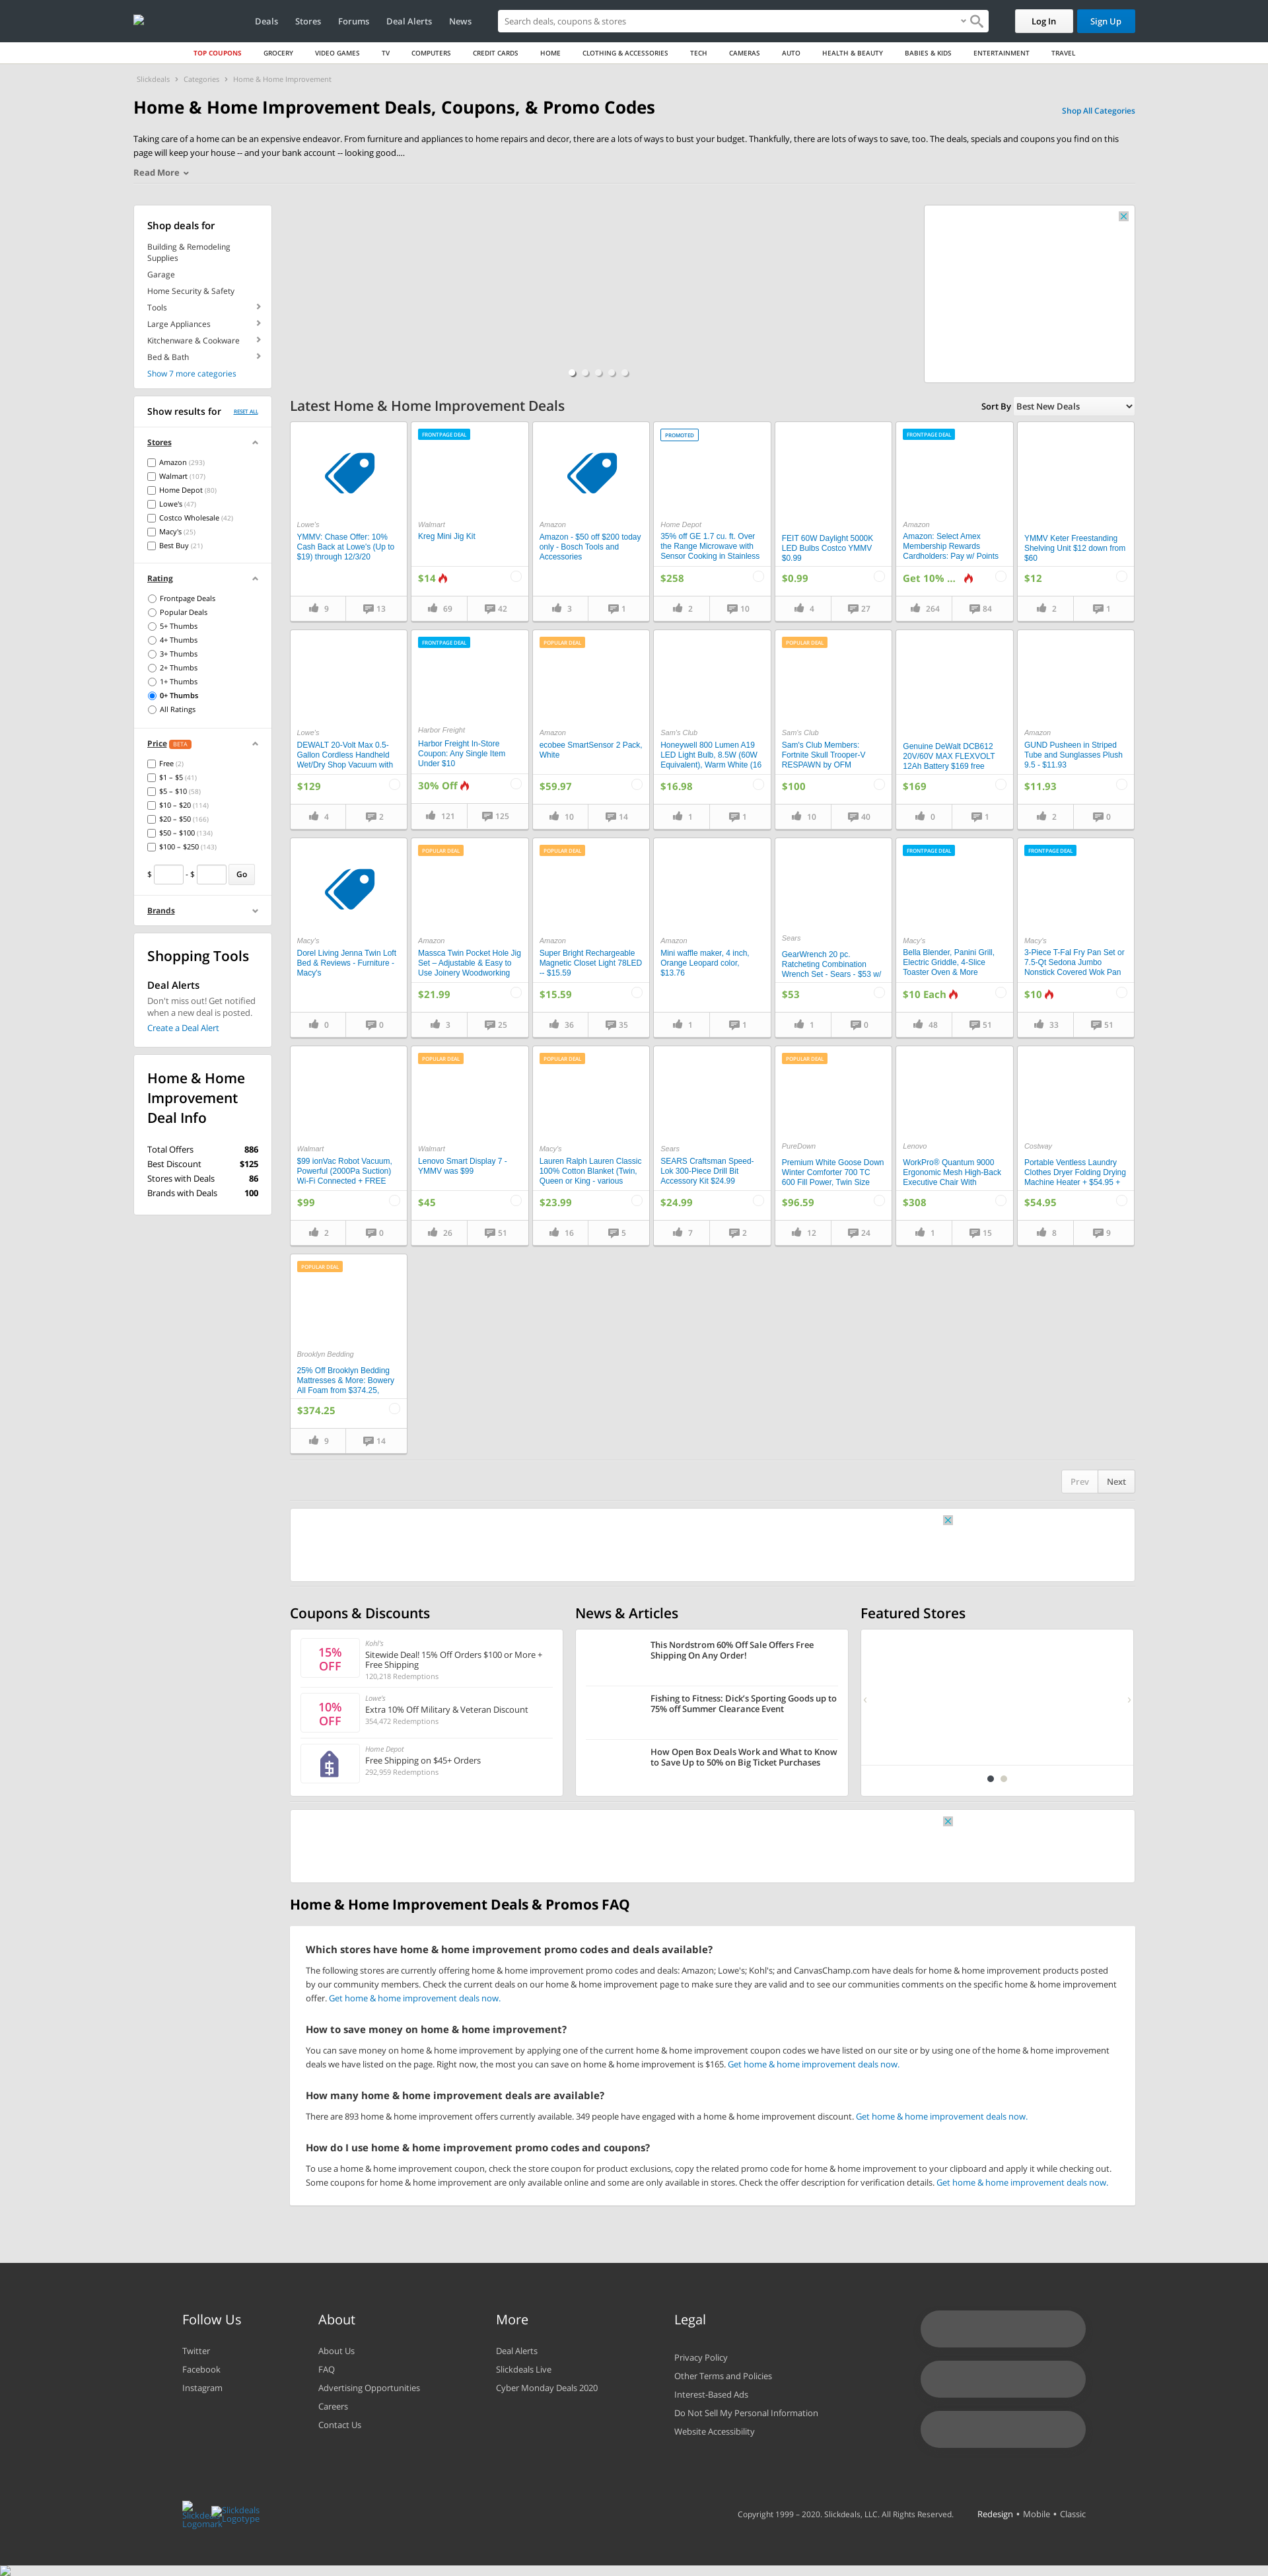 Deals Stores Forums Deal Alerts News Search deals, coupons & stores Log In Sign Up
TOP COUPONS GROCERY VIDEO GAMES TV COMPUTERS CREDIT CARDS HOME CLOTHING & ACCESSORIES TECH CAMERAS AUTO HEALTH & BEAUTY BABIES & KIDS ENTERTAINMENT TRAVEL
Slickdeals Categories Home & Home Improvement
Home & Home Improvement Deals, Coupons, & Promo Codes
Shop All Categories
Taking care of a home can be an expensive endeavor. From furniture and appliances to home repairs and decor, there are a lots of ways to bust your budget. Thankfully, there are lots of ways to save, too. The deals, specials and coupons you find on this
page will keep your house -- and your bank account -- looking good....
Read More
Shop deals for
Building & Remodeling
Supplies
Garage
Home Security & Safety
Tools
Large Appliances
Kitchenware & Cookware
Bed & Bath
Show 7 more categories
Show results for RESET ALL
Stores
Amazon (293)
Walmart (107)
Home Depot (80)
Lowe's (47)
Costco Wholesale (42)
Macy's (25)
Best Buy (21)
Rating
Frontpage Deals
Popular Deals
5+ Thumbs
4+ Thumbs
3+ Thumbs
2+ Thumbs
1+ Thumbs
0+ Thumbs
All Ratings
Price BETA
Free (2)
$1 – $5 (41)
$5 – $10 (58)
$10 – $20 (114)
$20 – $50 (166)
$50 – $100 (134)
$100 – $250 (143)
$ - $ Go
Brands
Shopping Tools
Deal Alerts
Don't miss out! Get notified
when a new deal is posted.
Create a Deal Alert
Home & Home
Improvement
Deal Info
Total Offers 886
Best Discount $125
Stores with Deals 86
Brands with Deals 100
Latest Home & Home Improvement Deals
Sort By Best New Deals
Lowe's
YMMV: Chase Offer: 10%
Cash Back at Lowe's (Up to
$19) through 12/3/20
9 13
FRONTPAGE DEAL
Walmart
Kreg Mini Jig Kit
$14
69 42
Amazon
Amazon - $50 off $200 today
only - Bosch Tools and
Accessories
3 1
PROMOTED
Home Depot
35% off GE 1.7 cu. ft. Over
the Range Microwave with
Sensor Cooking in Stainless
$258
2 10
FEIT 60W Daylight 5000K
LED Bulbs Costco YMMV
$0.99
$0.99
4 27
FRONTPAGE DEAL
Amazon
Amazon: Select Amex
Membership Rewards
Cardholders: Pay w/ Points
Get 10% ...
264 84
YMMV Keter Freestanding
Shelving Unit $12 down from
$60
$12
2 1
Lowe's
DEWALT 20-Volt Max 0.5-
Gallon Cordless Handheld
Wet/Dry Shop Vacuum with
$129
4 2
FRONTPAGE DEAL
Harbor Freight
Harbor Freight In-Store
Coupon: Any Single Item
Under $10
30% Off
121 125
POPULAR DEAL
Amazon
ecobee SmartSensor 2 Pack,
White
$59.97
10 14
Sam's Club
Honeywell 800 Lumen A19
LED Light Bulb, 8.5W (60W
Equivalent), Warm White (16
$16.98
1 1
POPULAR DEAL
Sam's Club
Sam's Club Members:
Fortnite Skull Trooper-V
RESPAWN by OFM
$100
10 40
Genuine DeWalt DCB612
20V/60V MAX FLEXVOLT
12Ah Battery $169 free
$169
0 1
Amazon
GUND Pusheen in Striped
Tube and Sunglasses Plush
9.5 - $11.93
$11.93
2 0
Macy's
Dorel Living Jenna Twin Loft
Bed & Reviews - Furniture -
Macy's
0 0
POPULAR DEAL
Amazon
Massca Twin Pocket Hole Jig
Set – Adjustable & Easy to
Use Joinery Woodworking
$21.99
3 25
POPULAR DEAL
Amazon
Super Bright Rechargeable
Magnetic Closet Light 78LED
-- $15.59
$15.59
36 35
Amazon
Mini waffle maker, 4 inch,
Orange Leopard color,
$13.76
1 1
Sears
GearWrench 20 pc.
Ratcheting Combination
Wrench Set - Sears - $53 w/
$53
1 0
FRONTPAGE DEAL
Macy's
Bella Blender, Panini Grill,
Electric Griddle, 4-Slice
Toaster Oven & More
$10 Each
48 51
FRONTPAGE DEAL
Macy's
3-Piece T-Fal Fry Pan Set or
7.5-Qt Sedona Jumbo
Nonstick Covered Wok Pan
$10
33 51
Walmart
$99 ionVac Robot Vacuum,
Powerful (2000Pa Suction)
Wi-Fi Connected + FREE
$99
2 0
POPULAR DEAL
Walmart
Lenovo Smart Display 7 -
YMMV was $99
$45
26 51
POPULAR DEAL
Macy's
Lauren Ralph Lauren Classic
100% Cotton Blanket (Twin,
Queen or King - various
$23.99
16 5
Sears
SEARS Craftsman Speed-
Lok 300-Piece Drill Bit
Accessory Kit $24.99
$24.99
7 2
POPULAR DEAL
PureDown
Premium White Goose Down
Winter Comforter 700 TC
600 Fill Power, Twin Size
$96.59
12 24
Lenovo
WorkPro® Quantum 9000
Ergonomic Mesh High-Back
Executive Chair With
$308
1 15
Costway
Portable Ventless Laundry
Clothes Dryer Folding Drying
Machine Heater + $54.95 +
$54.95
8 9
POPULAR DEAL
Brooklyn Bedding
25% Off Brooklyn Bedding
Mattresses & More: Bowery
All Foam from $374.25,
$374.25
9 14
Prev Next
Coupons & Discounts
15%
OFF
Kohl's
Sitewide Deal! 15% Off Orders $100 or More +
Free Shipping
120,218 Redemptions
10%
OFF
Lowe's
Extra 10% Off Military & Veteran Discount
354,472 Redemptions
Home Depot
Free Shipping on $45+ Orders
292,959 Redemptions
News & Articles
This Nordstrom 60% Off Sale Offers Free
Shipping On Any Order!
Fishing to Fitness: Dick's Sporting Goods up to
75% off Summer Clearance Event
How Open Box Deals Work and What to Know
to Save Up to 50% on Big Ticket Purchases
Featured Stores
Home & Home Improvement Deals & Promos FAQ
Which stores have home & home improvement promo codes and deals available?
The following stores are currently offering home & home improvement promo codes and deals: Amazon; Lowe's; Kohl's; and CanvasChamp.com have deals for home & home improvement products posted
by our community members. Check the current deals on our home & home improvement page to make sure they are valid and to see our communities comments on the specific home & home improvement
offer. Get home & home improvement deals now.
How to save money on home & home improvement?
You can save money on home & home improvement by applying one of the current home & home improvement coupon codes we have listed on our site or by using one of the home & home improvement
deals we have listed on the page. Right now, the most you can save on home & home improvement is $165. Get home & home improvement deals now.
How many home & home improvement deals are available?
There are 893 home & home improvement offers currently available. 349 people have engaged with a home & home improvement discount. Get home & home improvement deals now.
How do I use home & home improvement promo codes and coupons?
To use a home & home improvement coupon, check the store coupon for product exclusions, copy the related promo code for home & home improvement to your clipboard and apply it while checking out.
Some coupons for home & home improvement are only available online and some are only available in stores. Check the offer description for verification details. Get home & home improvement deals now.
Follow Us
Twitter
Facebook
Instagram
About
About Us
FAQ
Advertising Opportunities
Careers
Contact Us
More
Deal Alerts
Slickdeals Live
Cyber Monday Deals 2020
Legal
Privacy Policy
Other Terms and Policies
Interest-Based Ads
Do Not Sell My Personal Information
Website Accessibility
Slickdeals
Logomark
Slickdeals
Logotype
Copyright 1999 – 2020. Slickdeals, LLC. All Rights Reserved. Redesign • Mobile • Classic